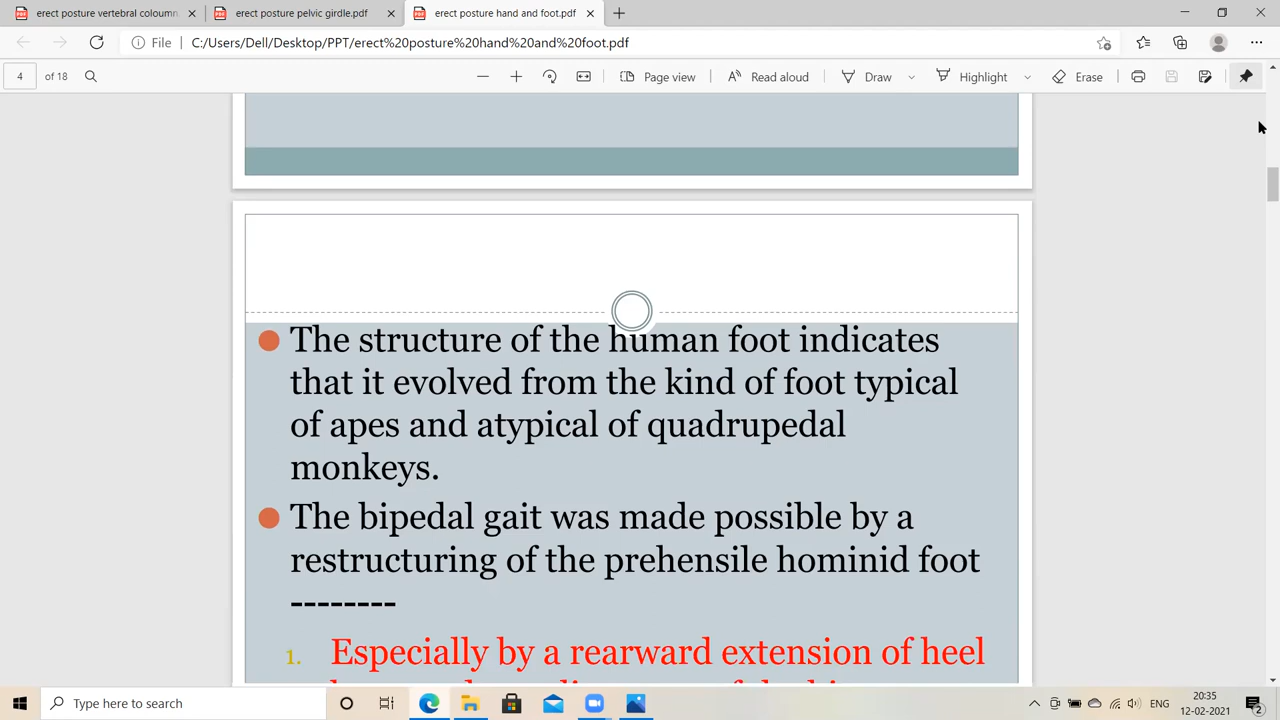 erect posture vertebral coloumn
erect posture pelvic girdle.pdf
erect posture hand and foot.pdf
File
C:/Users/Dell/Desktop/PPT/erect%20posture%20hand%20and%20foot.pdf
4 of 18
Page view
Read aloud
Draw
Highlight
Erase
The structure of the human foot indicates
that it evolved from the kind of foot typical
of apes and atypical of quadrupedal
monkeys.
The bipedal gait was made possible by a
restructuring of the prehensile hominid foot
--------
1. Especially by a rearward extension of heel
Type here to search
ENG
20:35
12-02-2021
2